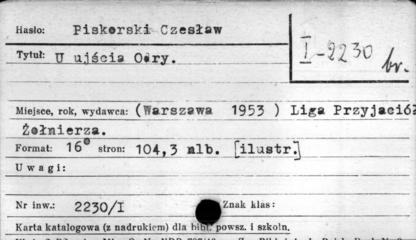 Hasło: Piskorski Czesław
I-2230
br.
Tytuł: U ujścia Odry.
Miejsce, rok, wydawca: (Warszawa 1953 ) Liga Przyjaciół
Żołnierza.
Format: 16° stron: 104,3 nlb. [ilustr.]
Uwagi:
Nr inw.: 2230/I Znak klas:
Karta katalogowa (z nadrukiem) dla bibl. powsz. i szkoln.